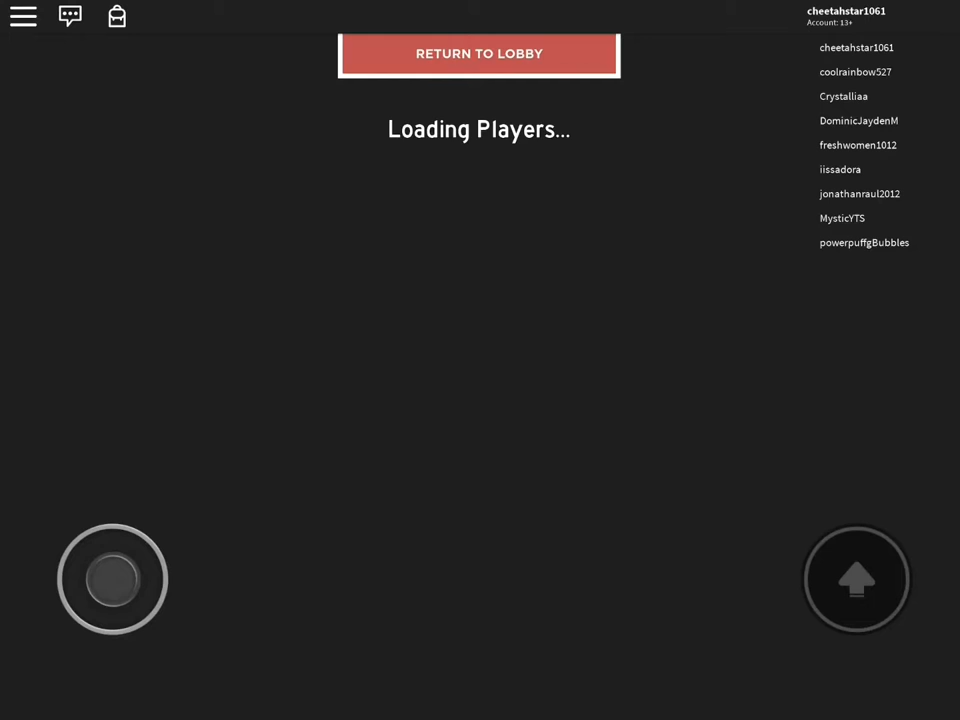 cheetahstar1061
Account: 13+
RETURN TO LOBBY
Loading Players...
cheetahstar1061
coolrainbow527
Crystalliaa
DominicJaydenM
freshwomen1012
iissadora
jonathanraul2012
MysticYTS
powerpuffgBubbles